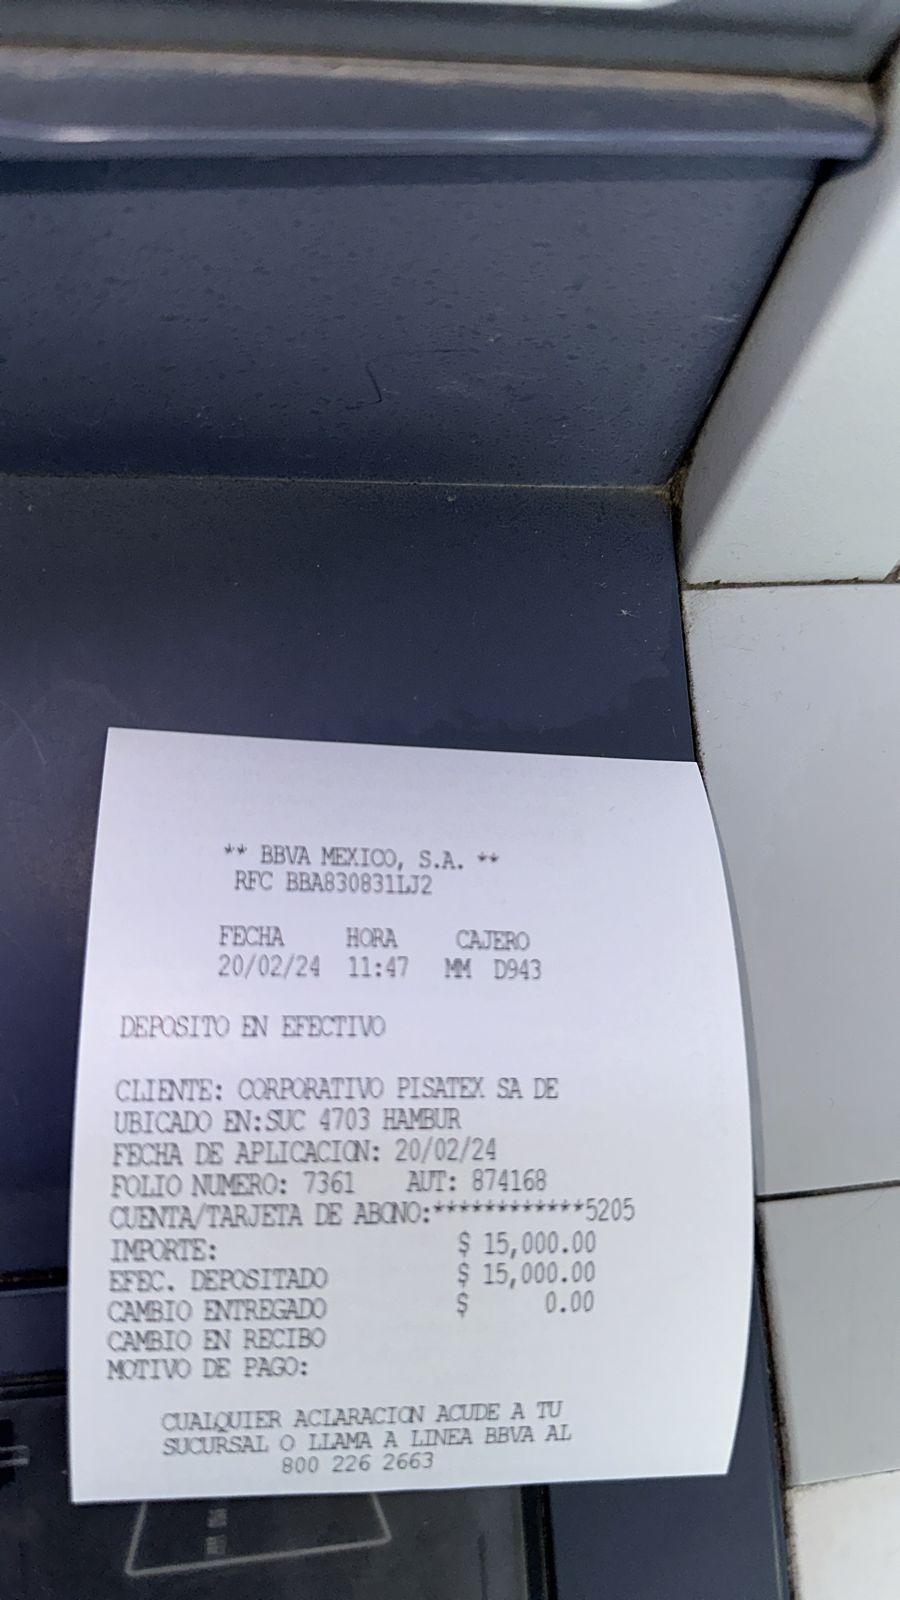 ** BBVA MEXICO, S.A. **
RFC BBA830831LJ2
FECHA HORA CAJERO
20/02/24 11:47 MM D943
DEPOSITO EN EFECTIVO
CLIENTE: CORPORATIVO PISATEX SA DE
UBICADO EN:SUC 4703 HAMBUR
FECHA DE APLICACION: 20/02/24
FOLIO NUMERO: 7361 AUT: 874168
CUENTA/TARJETA DE ABONO:************5205
IMPORTE: $ 15,000.00
EFEC. DEPOSITADO $ 15,000.00
CAMBIO ENTREGADO $ 0.00
CAMBIO EN RECIBO
MOTIVO DE PAGO:
CUALQUIER ACLARACION ACUDE A TU
SUCURSAL O LLAMA A LINEA BBVA AL
800 226 2663